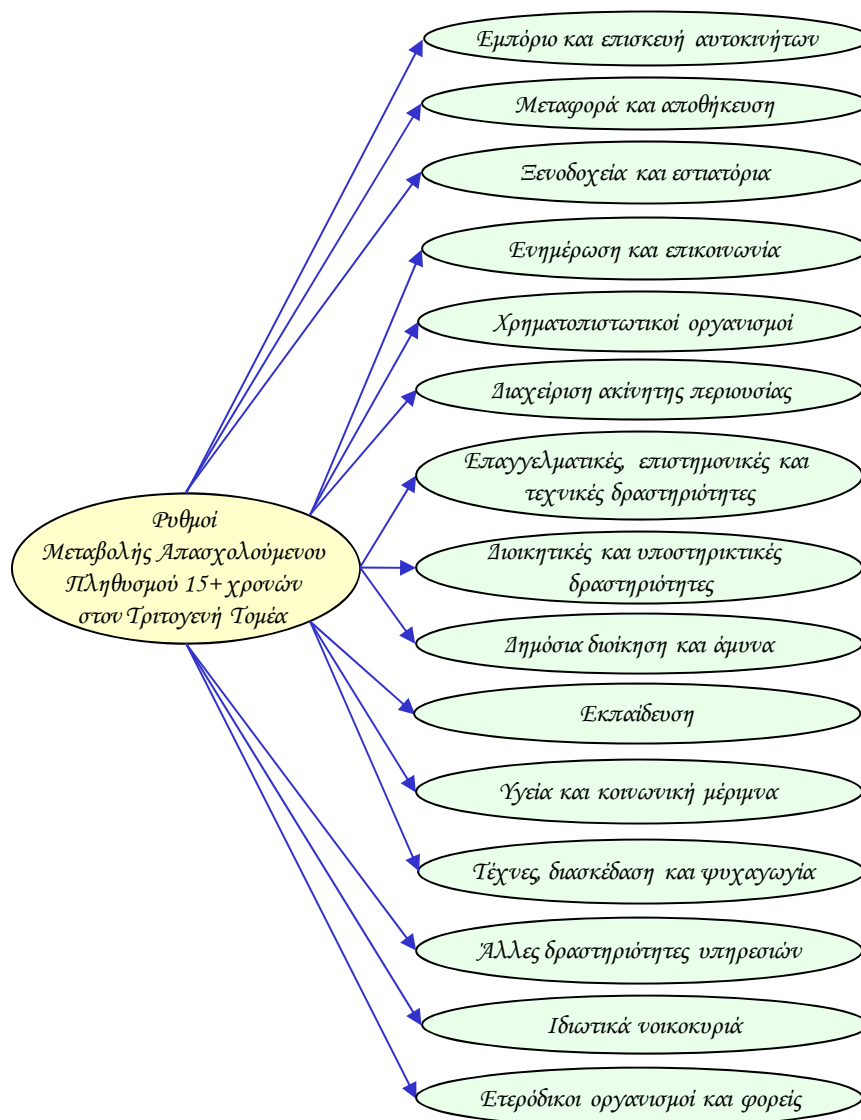 Εμπόριο και επισκευή αυτοκινήτων
Μεταφορά και αποθήκευση
Ξενοδοχεία και εστιατόρια
Ενημέρωση και επικοινωνία
Χρηματοπιστωτικοί οργανισμοί
Διαχείριση ακίνητης περιουσίας
Επαγγελματικές, επιστημονικές και
τεχνικές δραστηριότητες
Ρυθμοί
Μεταβολής Απασχολούμενου
Πληθυσμού 15+ χρονών
στον Τριτογενή Τομέα
Διοικητικές και υποστηρικτικές
δραστηριότητες
Δημόσια διοίκηση και άμυνα
Εκπαίδευση
Υγεία και κοινωνική μέριμνα
Τέχνες, διασκέδαση και ψυχαγωγία
Άλλες δραστηριότητες υπηρεσιών
Ιδιωτικά νοικοκυριά
Ετερόδικοι οργανισμοί και φορείς